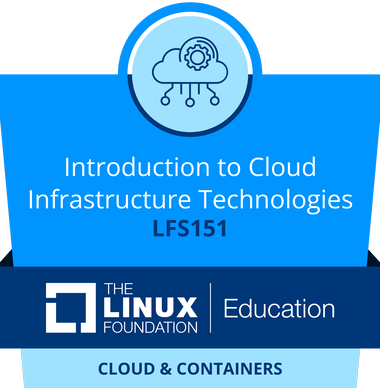 Introduction to Cloud
Infrastructure Technologies
LFS151
THE
LINUX
FOUNDATION
Education
CLOUD & CONTAINERS